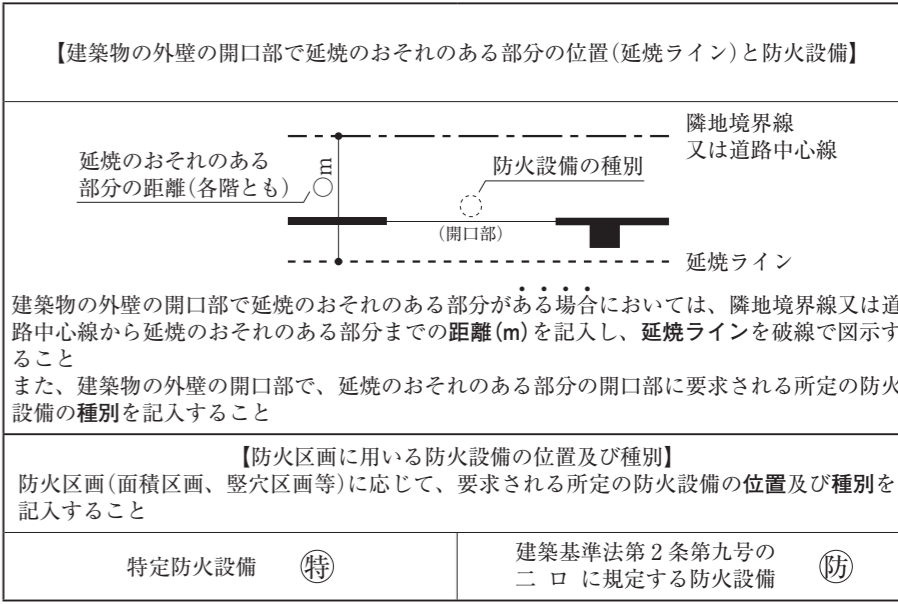 【建築物の外壁の開口部で延焼のおそれのある部分の位置(延焼ライン)と防火設備】
隣地境界線
又は道路中心線
延焼のおそれのある
部分の距離(各階とも)
○m
防火設備の種別
(開口部)
延焼ライン
建築物の外壁の開口部で延焼のおそれのある部分がある場合においては、隣地境界線又は道
路中心線から延焼のおそれのある部分までの距離(m)を記入し、延焼ラインを破線で図示す
ること
また、建築物の外壁の開口部で、延焼のおそれのある部分の開口部に要求される所定の防火
設備の種別を記入すること
【防火区画に用いる防火設備の位置及び種別】
防火区画(面積区画、竪穴区画等)に応じて、要求される所定の防火設備の位置及び種別を
記入すること
特定防火設備 ㊕
建築基準法第2条第九号の
二 ロ に規定する防火設備 防